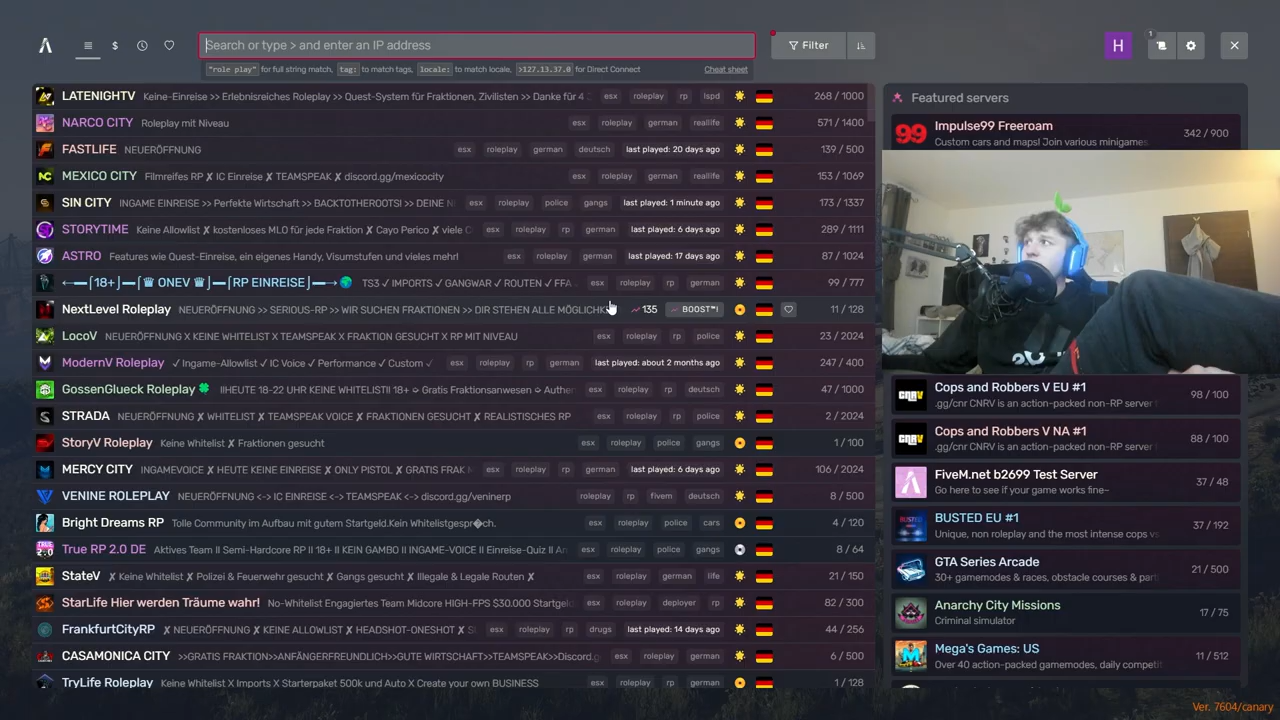 Search or type > and enter an IP address
Filter
H
1
"role play" for full string match, tag: to match tags, locale: to match locale, >127.13.37.0 for Direct Connect
Cheat sheet
LATENIGHTV Keine-Einreise >> Erlebnisreiches Roleplay >> Quest-System für Fraktionen, Zivilisten >> Danke für 4 esx roleplay rp lspd 268 / 1000
NARCO CITY Roleplay mit Niveau esx roleplay german reallife 571 / 1400
FASTLIFE NEUERÖFFNUNG esx roleplay german deutsch last played: 20 days ago 139 / 500
MEXICO CITY Filmreifes RP ✗ IC Einreise ✗ TEAMSPEAK ✗ discord.gg/mexicocity esx roleplay german reallife 153 / 1069
SIN CITY INGAME EINREISE >> Perfekte Wirtschaft >> BACKTOTHEROOTS! >> DEINE esx roleplay police gangs last played: 1 minute ago 173 / 1337
STORYTIME Keine Allowlist ✗ kostenloses MLO für jede Fraktion ✗ Cayo Perico ✗ viele esx roleplay rp german last played: 6 days ago 289 / 1111
ASTRO Features wie Quest-Einreise, ein eigenes Handy, Visumstufen und vieles mehr! esx roleplay german last played: 17 days ago 87 / 1024
[18+] [♛ ONEV ♛] [RP EINREISE] TS3 ✓ IMPORTS ✓ GANGWAR ✓ ROUTEN ✓ FFA esx roleplay rp german 99 / 777
NextLevel Roleplay NEUERÖFFNUNG >> SERIOUS-RP >> WIR SUCHEN FRAKTIONEN >> DIR STEHEN ALLE 135 BOOST™! 11 / 128
LocoV NEUERÖFFNUNG ✗ KEINE WHITELIST ✗ TEAMSPEAK ✗ FRAKTION GESUCHT ✗ RP MIT NIVEAU esx roleplay rp police 23 / 2024
ModernV Roleplay ✓ Ingame-Allowlist ✓ IC Voice ✓ Performance ✓ Custom ✓ esx roleplay rp german last played: about 2 months ago 247 / 400
GossenGlueck Roleplay 🍀 IIHEUTE 18-22 UHR KEINE WHITELIST!! 18+ Gratis Fraktionsanwesen esx roleplay rp deutsch 47 / 1000
STRADA NEUERÖFFNUNG ✗ WHITELIST ✗ TEAMSPEAK VOICE ✗ FRAKTIONEN GESUCHT ✗ REALISTISCHES RP esx roleplay rp police 2 / 2024
StoryV Roleplay Keine Whitelist ✗ Fraktionen gesucht esx roleplay police gangs 1 / 100
MERCY CITY INGAMEVOICE ✗ HEUTE KEINE EINREISE ✗ ONLY PISTOL ✗ GRATIS FRAK esx roleplay rp german last played: 6 days ago 106 / 2024
VENINE ROLEPLAY NEUERÖFFNUNG <-> IC EINREISE <-> TEAMSPEAK <-> discord.gg/veninerp roleplay rp fivem deutsch 8 / 500
Bright Dreams RP Tolle Community im Aufbau mit gutem Startgeld.Kein Whitelistgespr�ch. esx roleplay police cars 4 / 120
True RP 2.0 DE Aktives Team II Semi-Hardcore RP II 18+ II KEIN GAMBO II INGAME-VOICE II Einreise-Quiz II An esx roleplay police gangs 8 / 64
StateV ✗ Keine Whitelist ✗ Polizei & Feuerwehr gesucht ✗ Gangs gesucht ✗ Illegale & Legale Routen ✗ esx roleplay german life 21 / 150
StarLife Hier werden Träume wahr! No-Whitelist Engagiertes Team Midcore HIGH-FPS $30.000 Startgeld esx roleplay deployer rp 82 / 300
FrankfurtCityRP ✗ NEUERÖFFNUNG ✗ KEINE ALLOWLIST ✗ HEADSHOT-ONESHOT ✗ esx roleplay rp drugs last played: 14 days ago 44 / 256
CASAMONICA CITY >>GRATIS FRAKTION>>ANFÄNGERFREUNDLICH>>GUTE WIRTSCHAFT>>TEAMSPEAK>>Discord.g esx roleplay rp german 6 / 500
TryLife Roleplay Keine Whitelist ✗ Imports ✗ Starterpaket 500k und Auto ✗ Create your own BUSINESS esx roleplay rp german 1 / 128
Featured servers
Impulse99 Freeroam 342 / 900
Custom cars and maps! Join various minigames
Cops and Robbers V EU #1 98 / 100
.gg/cnr CNRV is an action-packed non-RP server
Cops and Robbers V NA #1 88 / 100
.gg/cnr CNRV is an action-packed non-RP server
FiveM.net b2699 Test Server 37 / 48
Go here to see if your game works fine~
BUSTED EU #1 37 / 192
Unique, non roleplay and the most intense cops vs
GTA Series Arcade 21 / 500
30+ gamemodes & races, obstacle courses & part
Anarchy City Missions 17 / 75
Criminal simulator
Mega's Games: US 11 / 512
Over 40 action-packed gamemodes, daily competit
Ver. 7604/canary